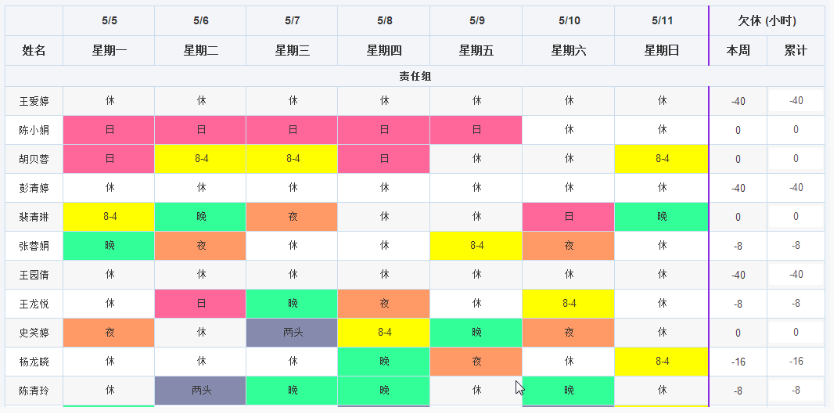 5/5 5/6 5/7 5/8 5/9 5/10 5/11 欠休 (小时)
姓名 星期一 星期二 星期三 星期四 星期五 星期六 星期日 本周 累计
责任组
王爱婷 休 休 休 休 休 休 休 -40 -40
陈小娟 日 日 日 日 日 休 休 0 0
胡贝蓉 日 8-4 8-4 日 休 休 8-4 0 0
彭清婷 休 休 休 休 休 休 休 -40 -40
裴清琳 8-4 晚 夜 休 休 日 晚 0 0
张蓉娟 晚 夜 休 休 8-4 夜 休 -8 -8
王园倩 休 休 休 休 休 休 休 -40 -40
王龙悦 休 日 晚 夜 休 8-4 休 -8 -8
史笑婷 夜 休 两头 8-4 晚 夜 休 0 0
杨龙晓 休 休 休 晚 夜 休 8-4 -16 -16
陈清玲 休 两头 晚 晚 休 晚 休 -8 -8